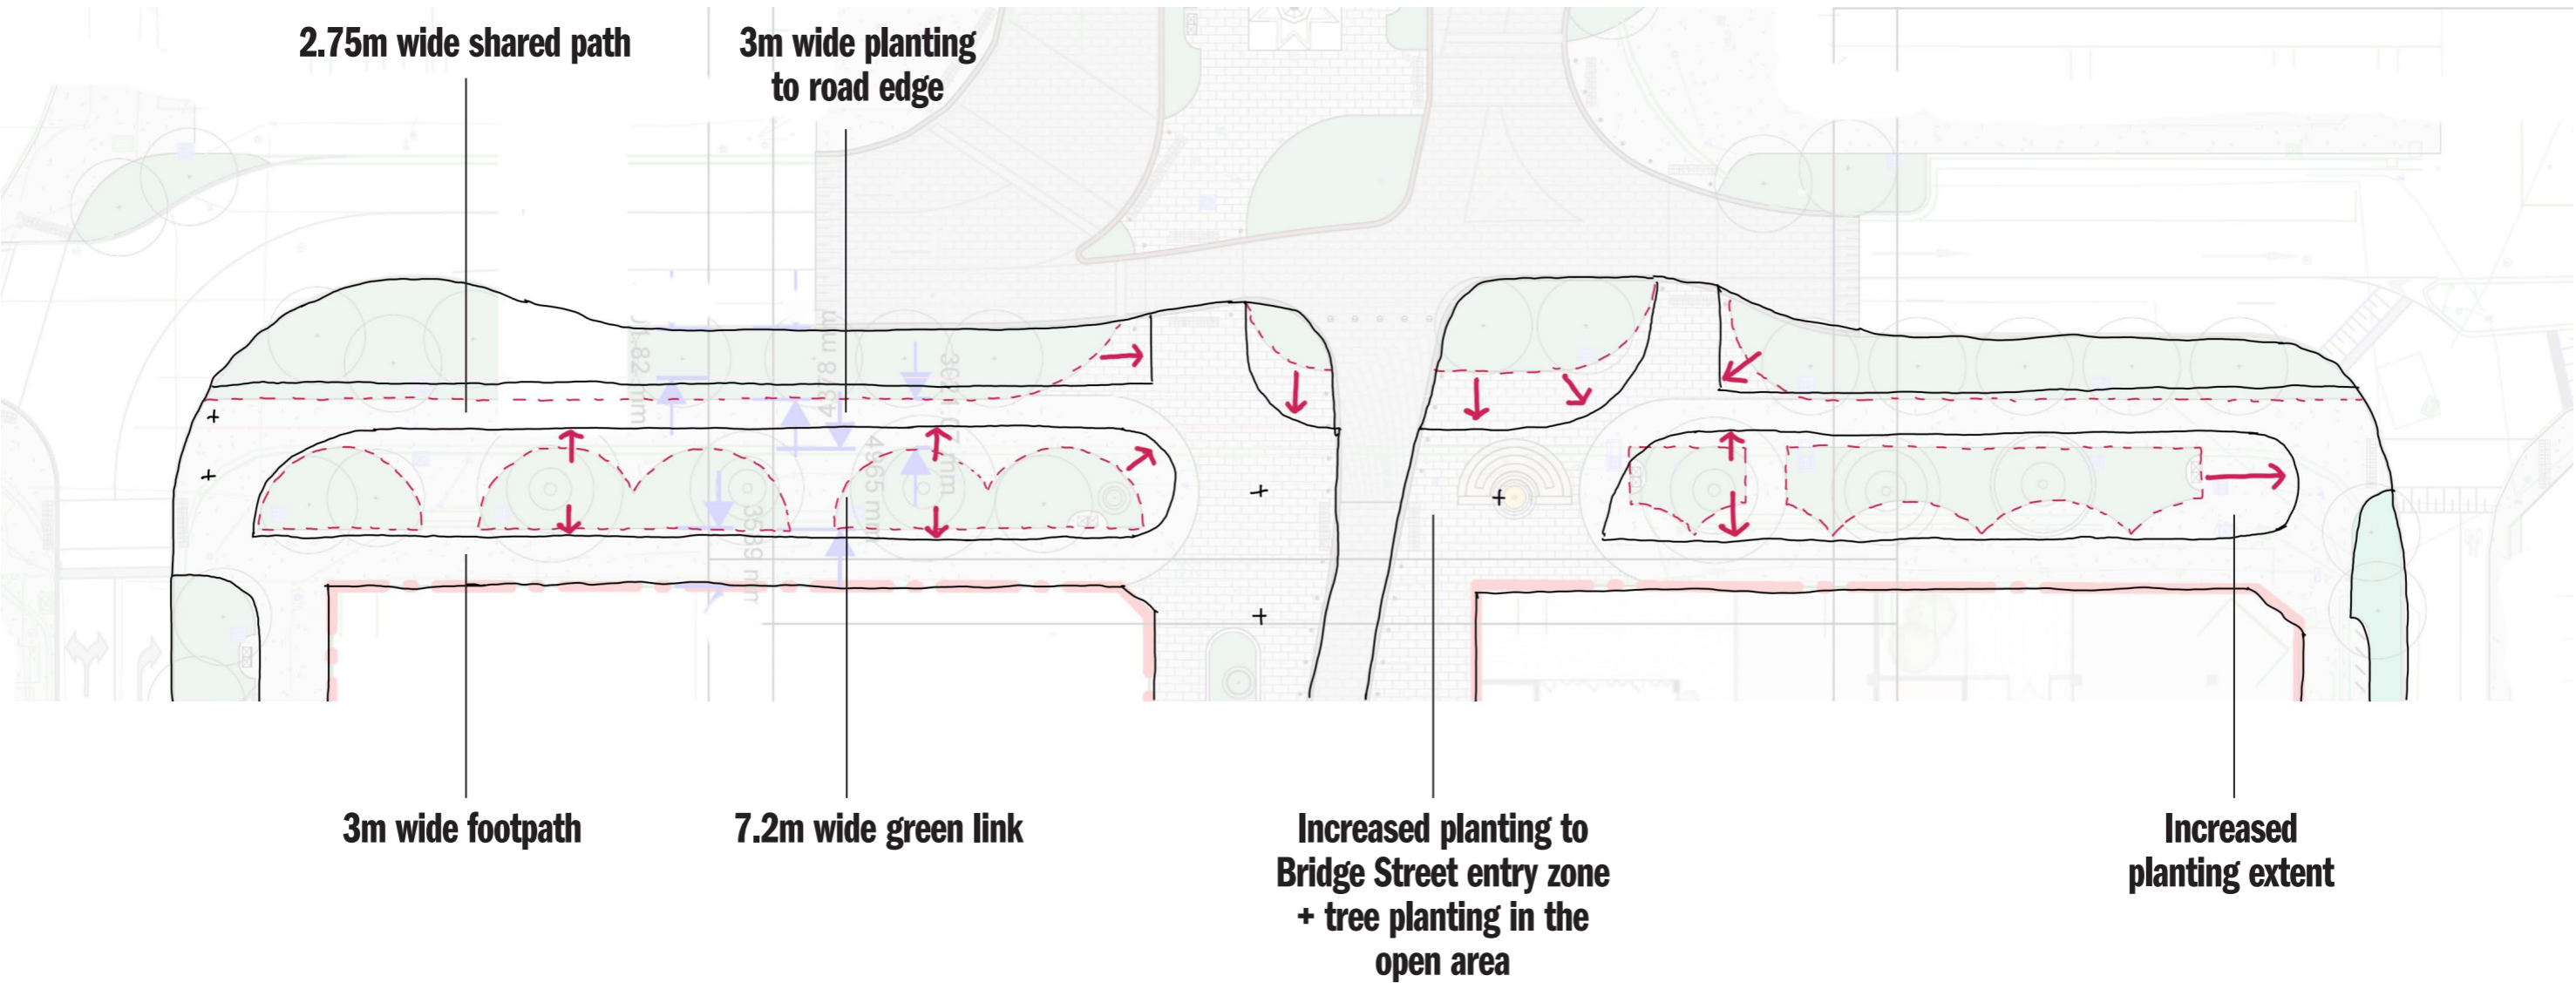 2.75m wide shared path
3m wide planting
to road edge
3m wide footpath
7.2m wide green link
Increased planting to
Bridge Street entry zone
+ tree planting in the
open area
Increased
planting extent